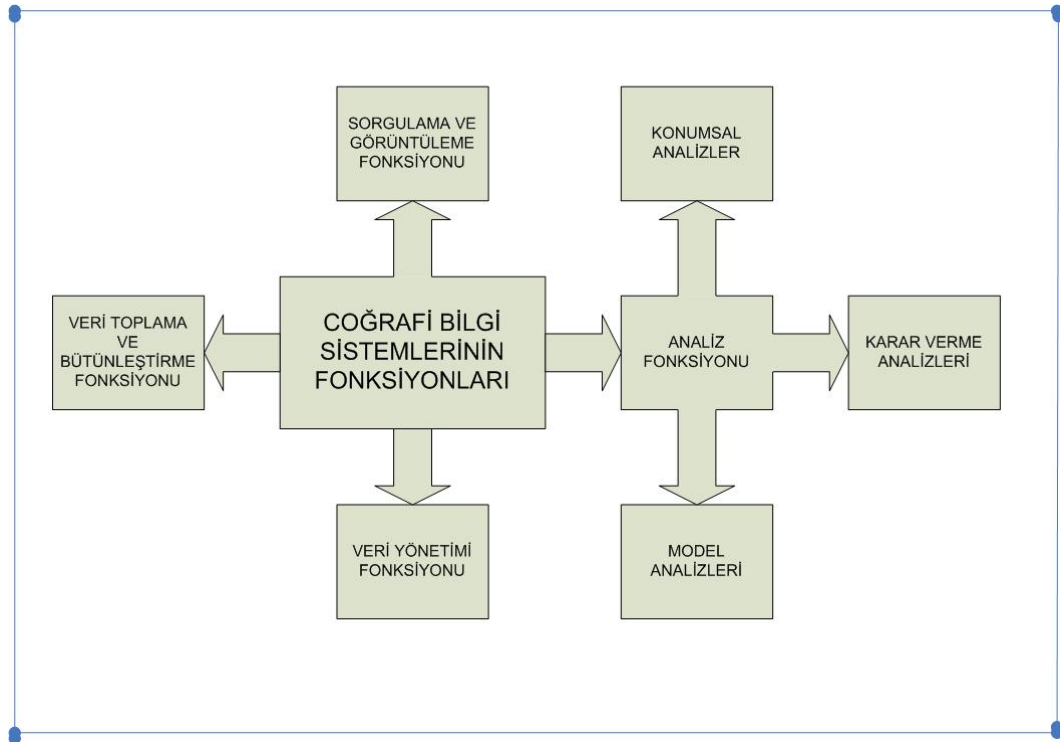 SORGULAMA VE
GÖRÜNTÜLEME
FONKSİYONU
KONUMSAL
ANALİZLER
VERİ TOPLAMA
VE
BÜTÜNLEŞTİRME
FONKSİYONU
COĞRAFİ BİLGİ
SİSTEMLERİNİN
FONKSİYONLARI
ANALİZ
FONKSİYONU
KARAR VERME
ANALİZLERİ
VERİ YÖNETİMİ
FONKSİYONU
MODEL
ANALİZLERİ